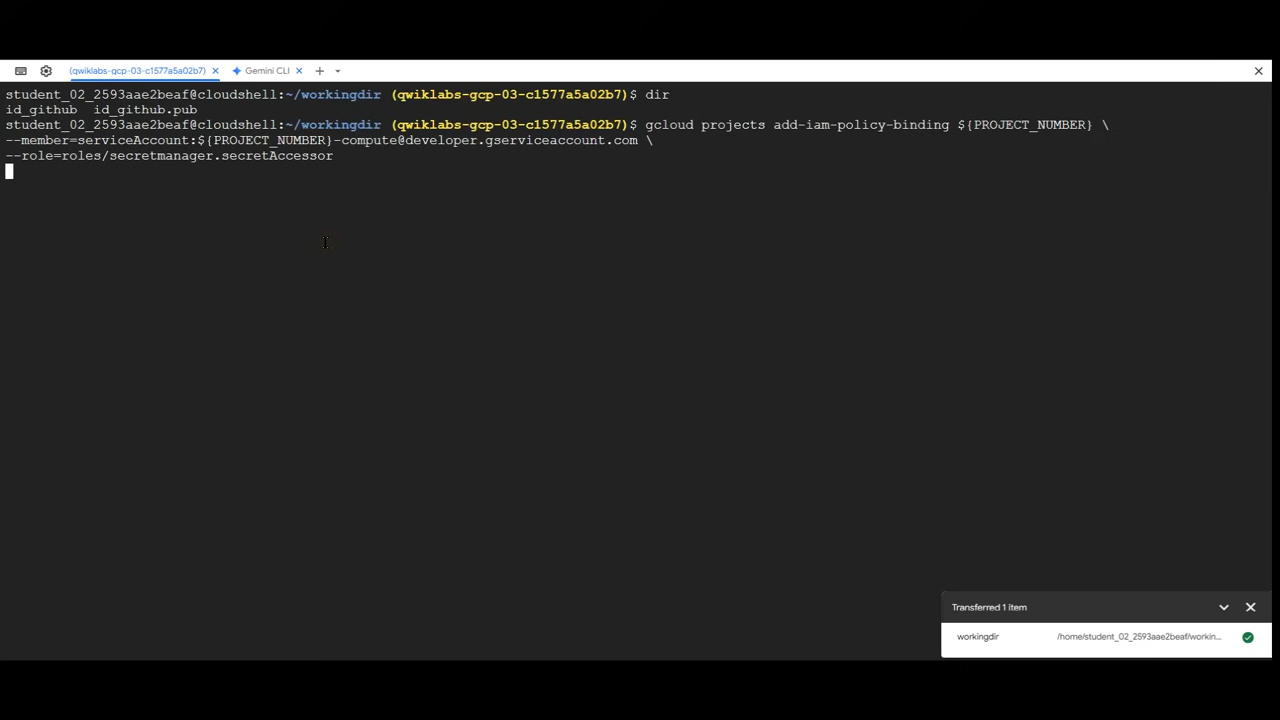 (qwiklabs-gcp-03-c1577a5a02b7)
Gemini CLI
student_02_2593aae2beaf@cloudshell:~/workingdir (qwiklabs-gcp-03-c1577a5a02b7)$ dir
id_github  id_github.pub
student_02_2593aae2beaf@cloudshell:~/workingdir (qwiklabs-gcp-03-c1577a5a02b7)$ gcloud projects add-iam-policy-binding ${PROJECT_NUMBER} \
--member=serviceAccount:${PROJECT_NUMBER}-compute@developer.gserviceaccount.com \
--role=roles/secretmanager.secretAccessor
Transferred 1 item
workingdir /home/student_02_2593aae2beaf/workin...